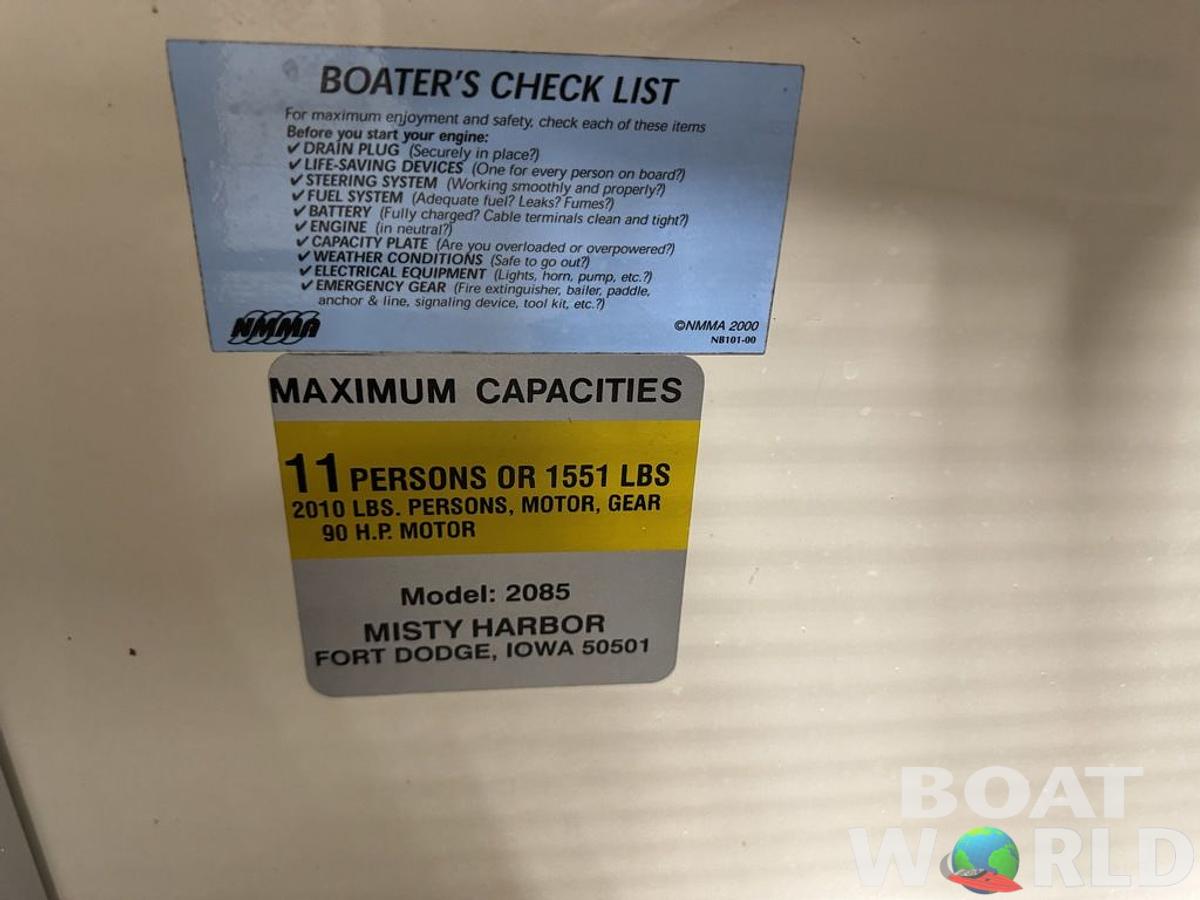 BOATER'S CHECK LIST
For maximum enjoyment and safety, check each of these items
Before you start your engine:
✔ DRAIN PLUG (Securely in place?)
✔ LIFE-SAVING DEVICES (One for every person on board?)
✔ STEERING SYSTEM (Working smoothly and properly?)
✔ FUEL SYSTEM (Adequate fuel? Leaks? Fumes?)
✔ BATTERY (Fully charged? Cable terminals clean and tight?)
✔ ENGINE (in neutral?)
✔ CAPACITY PLATE (Are you overloaded or overpowered?)
✔ WEATHER CONDITIONS (Safe to go out?)
✔ ELECTRICAL EQUIPMENT (Lights, horn, pump, etc.?)
✔ EMERGENCY GEAR (Fire extinguisher, bailer, paddle,
anchor & line, signaling device, tool kit, etc.?)
NMMA
©NMMA 2000
NB101-00
MAXIMUM CAPACITIES
11 PERSONS OR 1551 LBS
2010 LBS. PERSONS, MOTOR, GEAR
90 H.P. MOTOR
Model: 2085
MISTY HARBOR
FORT DODGE, IOWA 50501
BOAT
WORLD